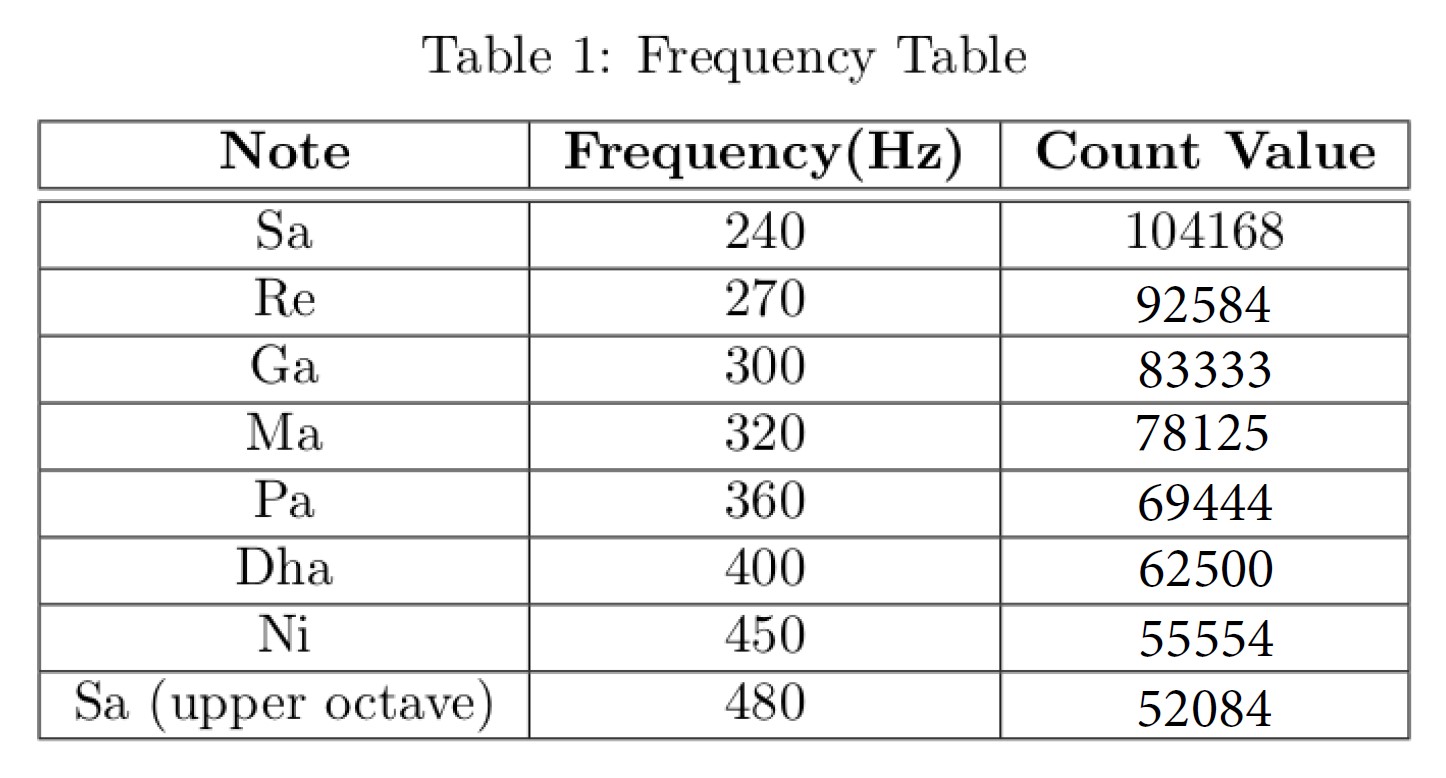 Table 1: Frequency Table
Note Frequency(Hz) Count Value
Sa 240 104168
Re 270 92584
Ga 300 83333
Ma 320 78125
Pa 360 69444
Dha 400 62500
Ni 450 55554
Sa (upper octave) 480 52084